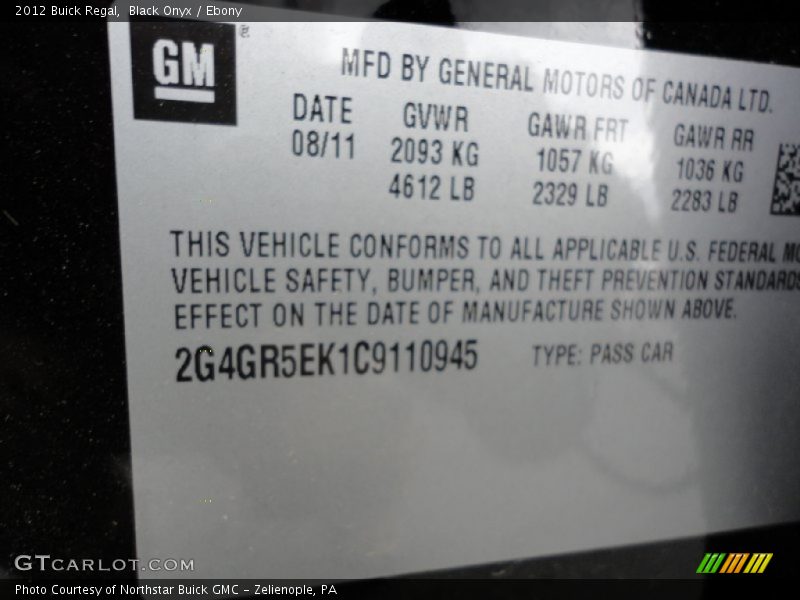 2012 Buick Regal, Black Onyx / Ebony
GM
®
MFD BY GENERAL MOTORS OF CANADA LTD.
DATE GVWR GAWR FRT GAWR RR
08/11 2093 KG 1057 KG 1036 KG
4612 LB 2329 LB 2283 LB
THIS VEHICLE CONFORMS TO ALL APPLICABLE U.S. FEDERAL MO
VEHICLE SAFETY, BUMPER, AND THEFT PREVENTION STANDARDS
EFFECT ON THE DATE OF MANUFACTURE SHOWN ABOVE.
2G4GR5EK1C9110945 TYPE: PASS CAR
GTCARLOT.COM
Photo Courtesy of Northstar Buick GMC - Zelienople, PA